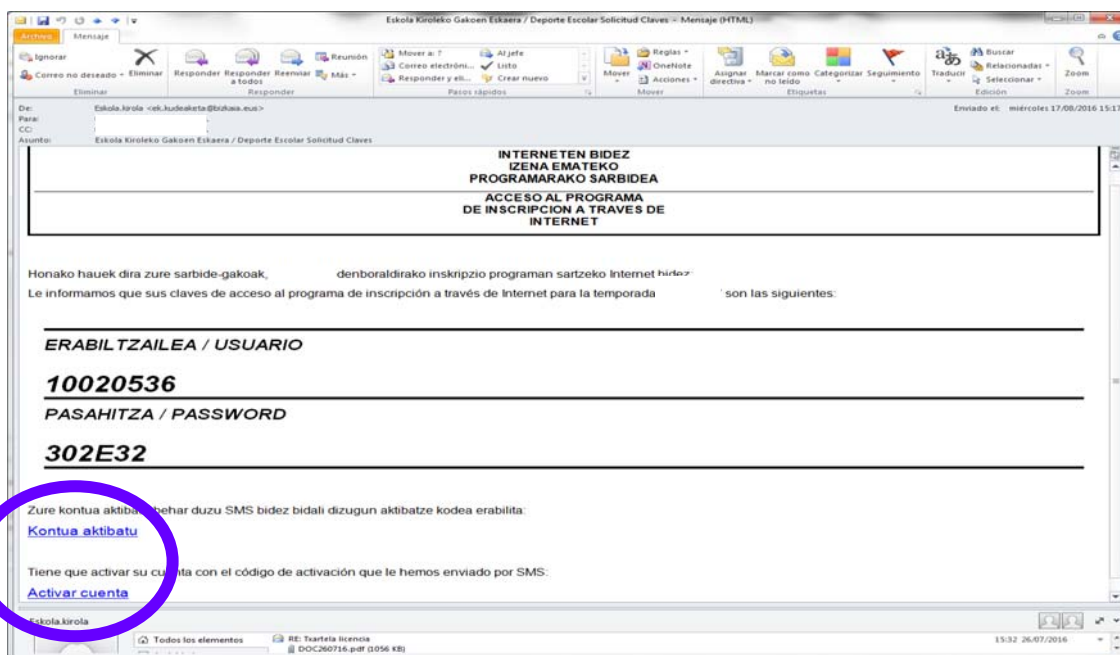 Eskola Kiroleko Gakoen Eskaera / Deporte Escolar Solicitud Claves - Mensaje (HTML)
Archivo Mensaje
Ignorar
Correo no deseado
Eliminar
Responder
Responder a todos
Reenviar
Reunión
Más
Mover a: ?
Correo electróni...
Responder y eli...
Al jefe
Listo
Crear nuevo
Mover
Reglas
OneNote
Acciones
Asignar directiva
Marcar como no leído
Categorizar
Seguimiento
Traducir
Buscar
Relacionadas
Seleccionar
Zoom
Eliminar Responder Pasos rápidos Mover Etiquetas Edición Zoom
De: Eskola.kirola <ek.kudeaketa@bizkaia.eus> Enviado el: miércoles 17/08/2016 15:17
Para:
CC:
Asunto: Eskola Kiroleko Gakoen Eskaera / Deporte Escolar Solicitud Claves
INTERNETEN BIDEZ
IZENA EMATEKO
PROGRAMARAKO SARBIDEA
ACCESO AL PROGRAMA
DE INSCRIPCION A TRAVES DE
INTERNET
Honako hauek dira zure sarbide-gakoak, denboraldirako inskripzio programan sartzeko Internet bidez:
Le informamos que sus claves de acceso al programa de inscripción a través de Internet para la temporada son las siguientes:
ERABILTZAILEA / USUARIO
10020536
PASAHITZA / PASSWORD
302E32
Zure kontua behar duzu SMS bidez bidali dizugun aktibatze kodea erabilita:
Kontua aktibatu
Tiene que activar su cuenta con el código de activación que le hemos enviado por SMS:
Activar cuenta
Eskola.kirola
Todos los elementos
RE: Txartela licencia 15:32 26/07/2016
DOC260716.pdf (1056 KB)